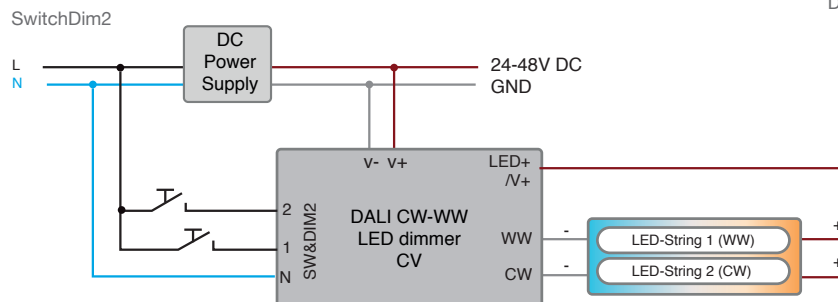 SwitchDim2
D
L
N
DC
Power
Supply
24-48V DC
GND
v- v+
LED+
/V+
SW&DIM2
2
1
N
DALI CW-WW
LED dimmer
CV
WW
CW
-
-
LED-String 1 (WW)
LED-String 2 (CW)
+
+